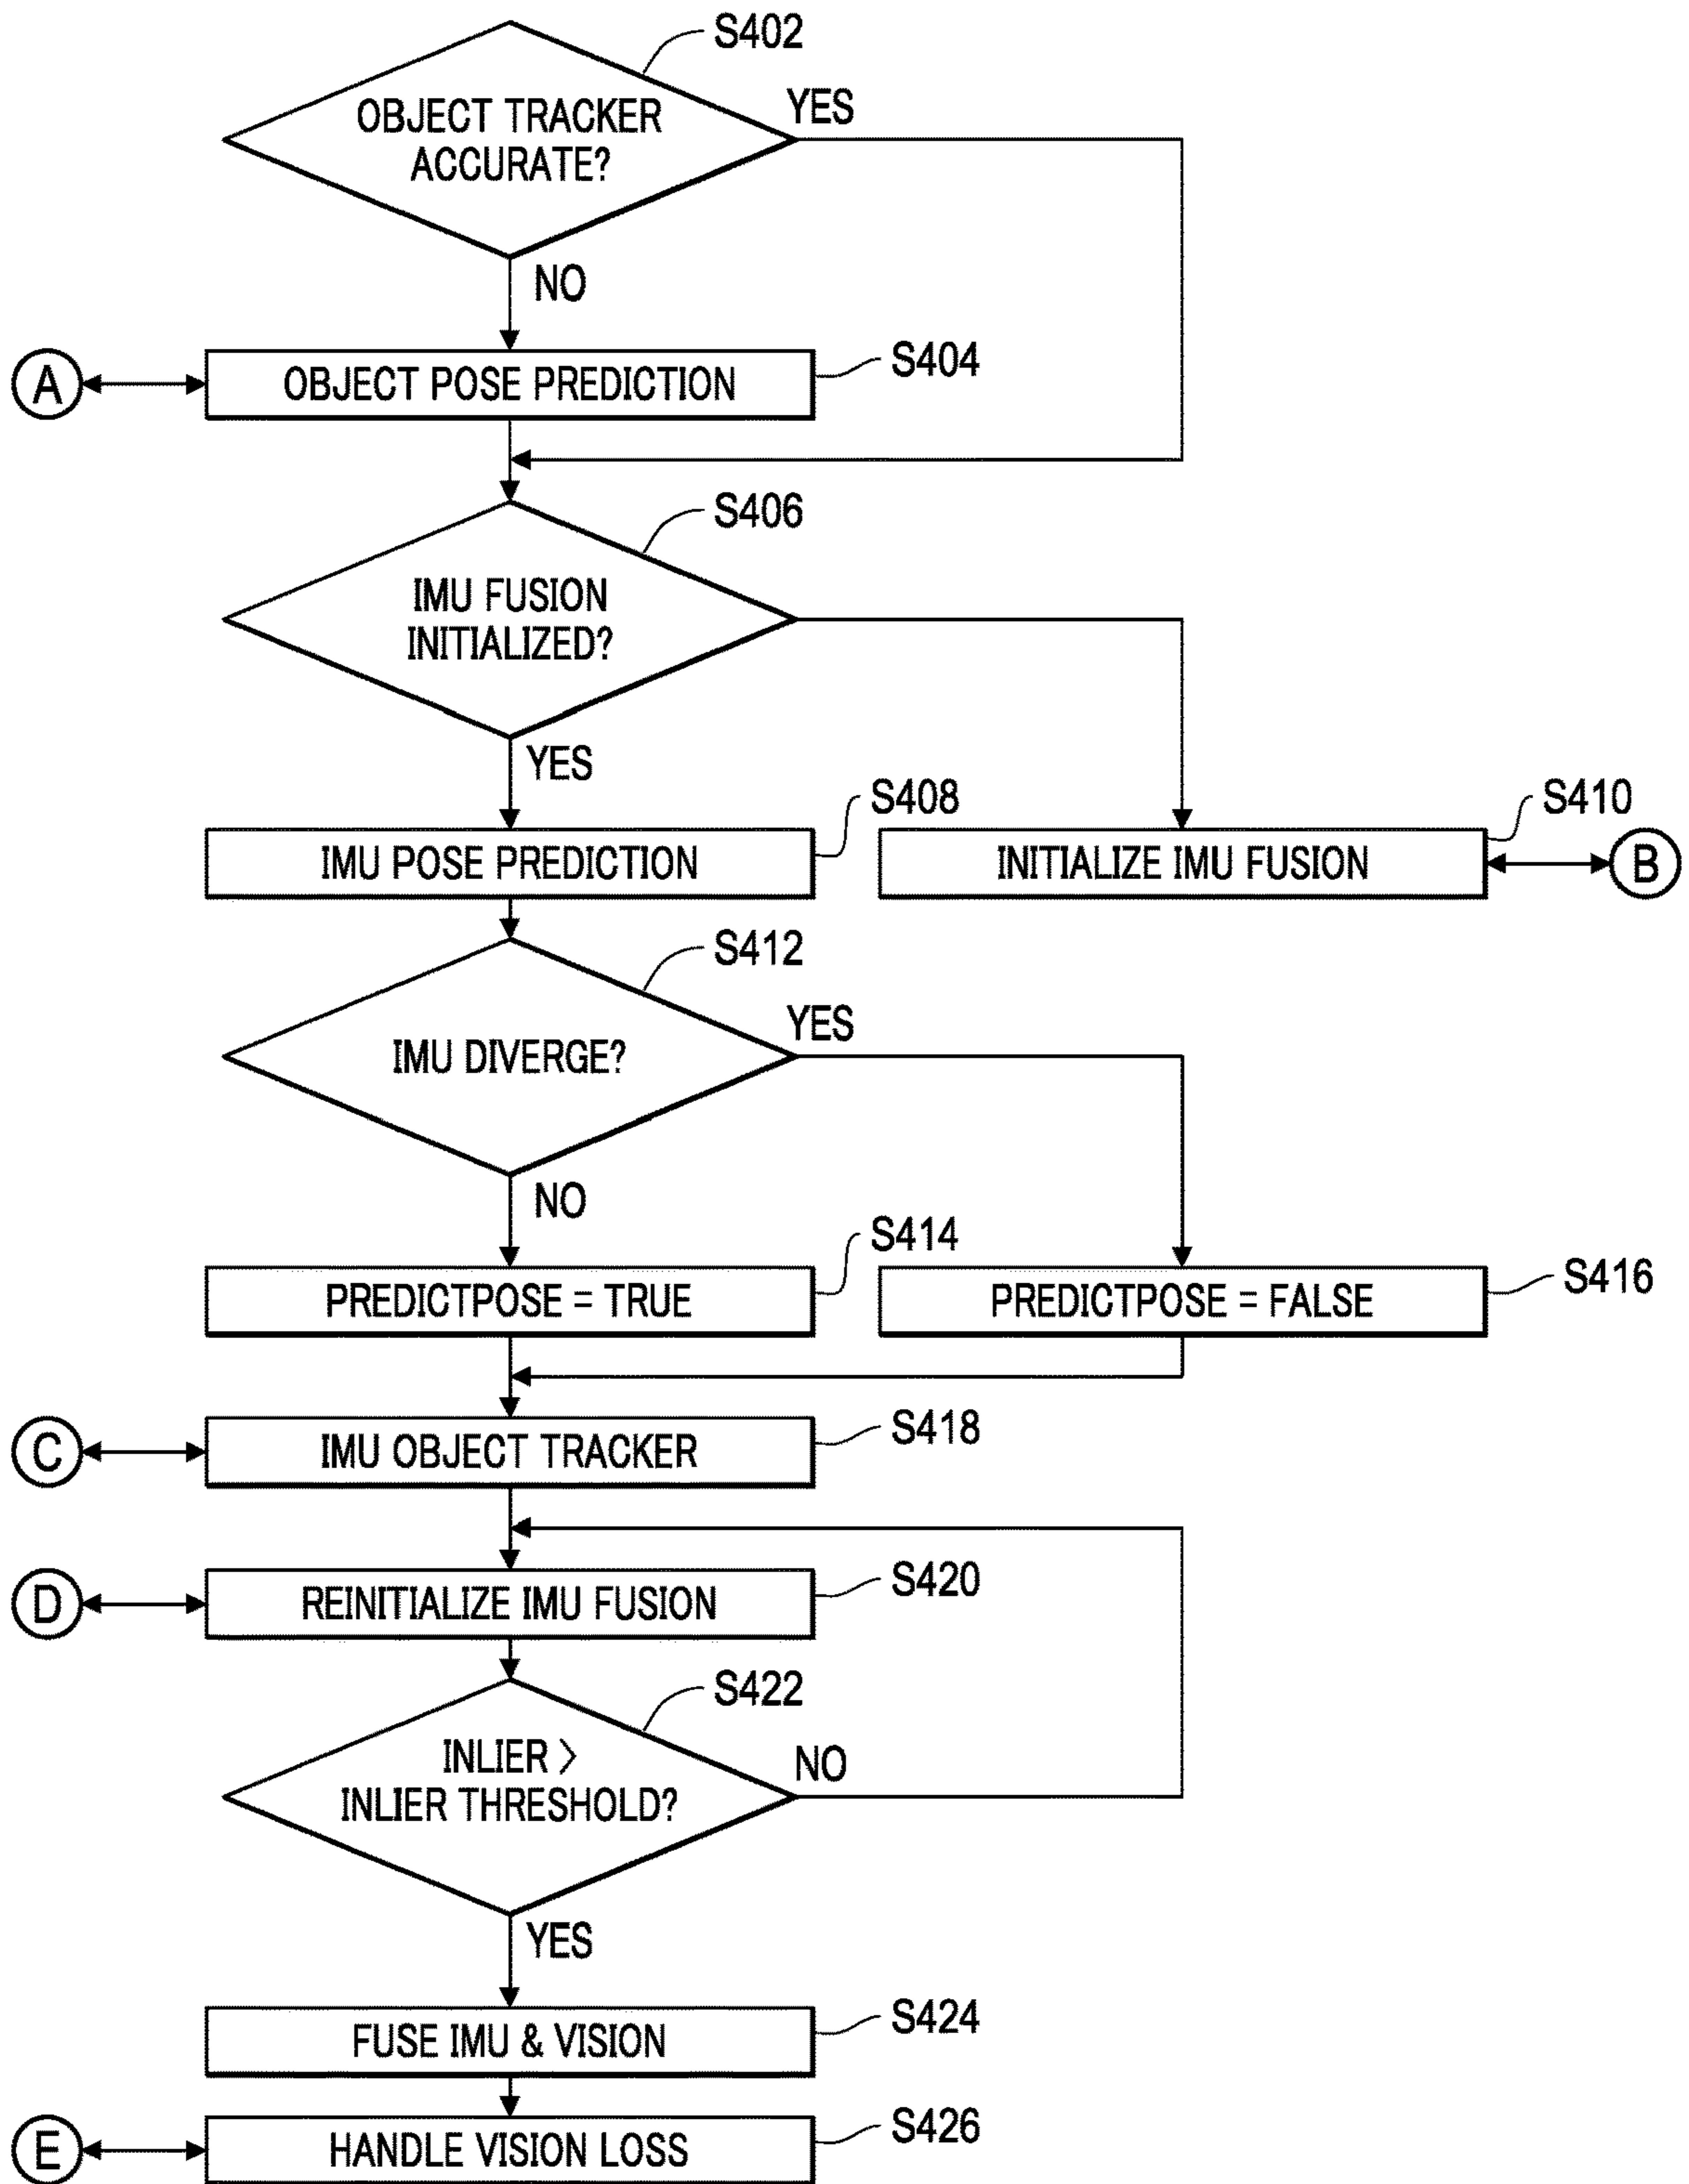 S402
OBJECT TRACKER
ACCURATE?
YES
NO
S404
A
OBJECT POSE PREDICTION
S406
IMU FUSION
INITIALIZED?
YES
S408
S410
IMU POSE PREDICTION
INITIALIZE IMU FUSION
B
S412
YES
IMU DIVERGE?
NO
S414
S416
PREDICTPOSE = TRUE
PREDICTPOSE = FALSE
S418
C
IMU OBJECT TRACKER
S420
D
REINITIALIZE IMU FUSION
S422
INLIER >
INLIER THRESHOLD?
NO
YES
S424
FUSE IMU & VISION
S426
E
HANDLE VISION LOSS